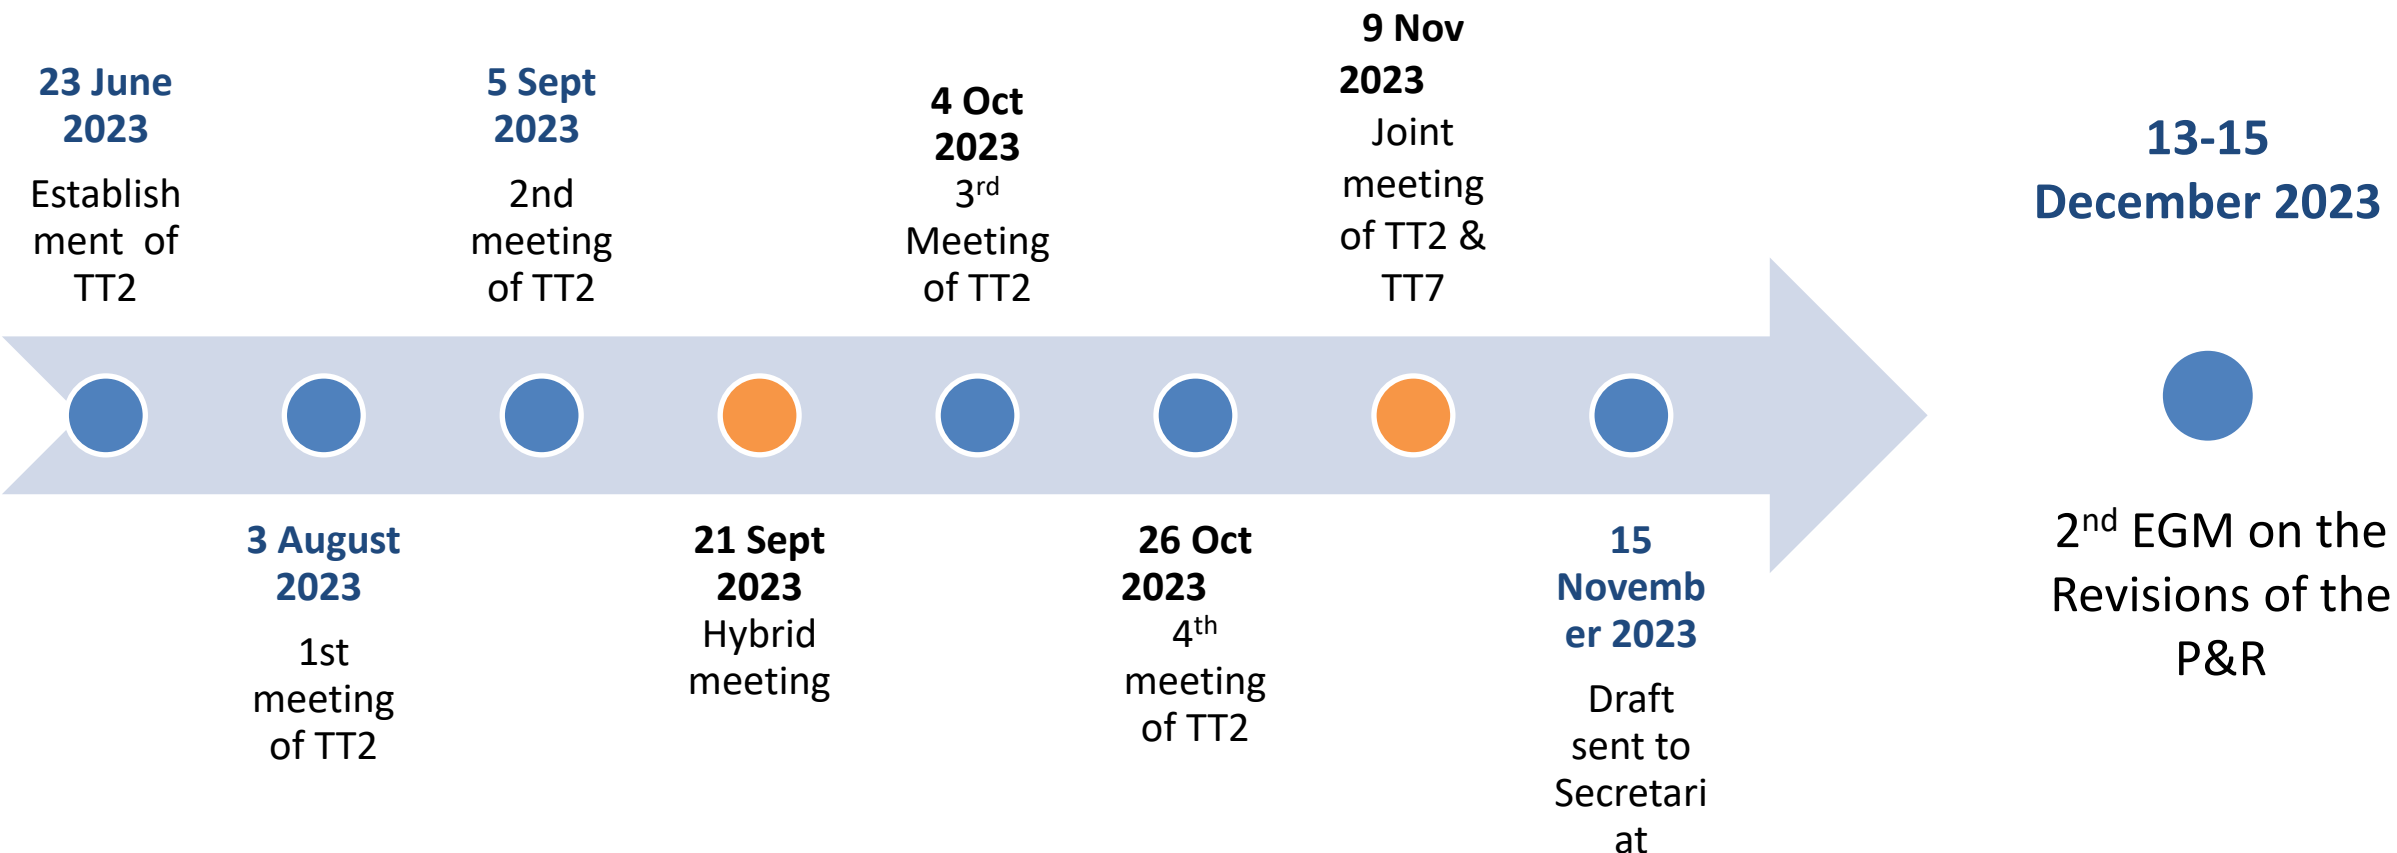 23 June
2023
Establish
ment of
TT2
3 August
2023
1st
meeting
of TT2
5 Sept
2023
2nd
meeting
of TT2
21 Sept
2023
Hybrid
meeting
4 Oct
2023
3rd
Meeting
of TT2
26 Oct
2023
4th
meeting
of TT2
9 Nov
2023
Joint
meeting
of TT2 &
TT7
15
Novemb
er 2023
Draft
sent to
Secretari
at
13-15
December 2023
2nd EGM on the
Revisions of the
P&R